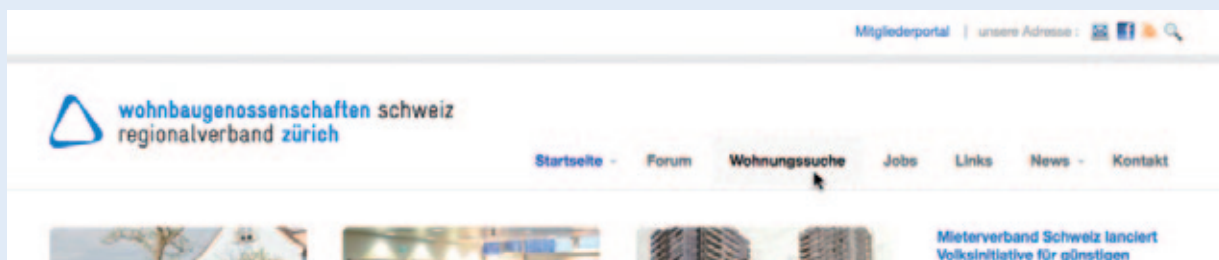 Mitgliederportal | unsere Adresse :
wohnbaugenossenschaften schweiz
regionalverband zürich
Startseite Forum Wohnungssuche Jobs Links News Kontakt
Mieterverband Schweiz lanciert
Volksinitiative für günstigen